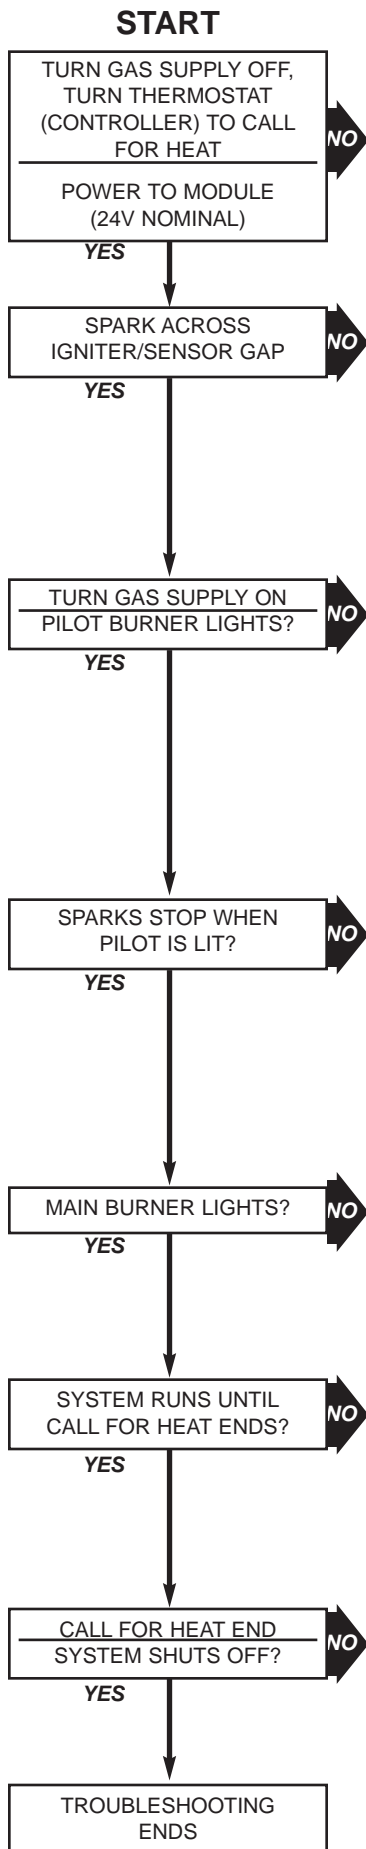 START
TURN GAS SUPPLY OFF,
TURN THERMOSTAT
(CONTROLLER) TO CALL
FOR HEAT
NO
POWER TO MODULE
(24V NOMINAL)
YES
SPARK ACROSS
IGNITER/SENSOR GAP
NO
YES
TURN GAS SUPPLY ON
PILOT BURNER LIGHTS?
NO
YES
SPARKS STOP WHEN
PILOT IS LIT?
NO
YES
MAIN BURNER LIGHTS?
NO
YES
SYSTEM RUNS UNTIL
CALL FOR HEAT ENDS?
NO
YES
CALL FOR HEAT END
SYSTEM SHUTS OFF?
NO
YES
TROUBLESHOOTING
ENDS